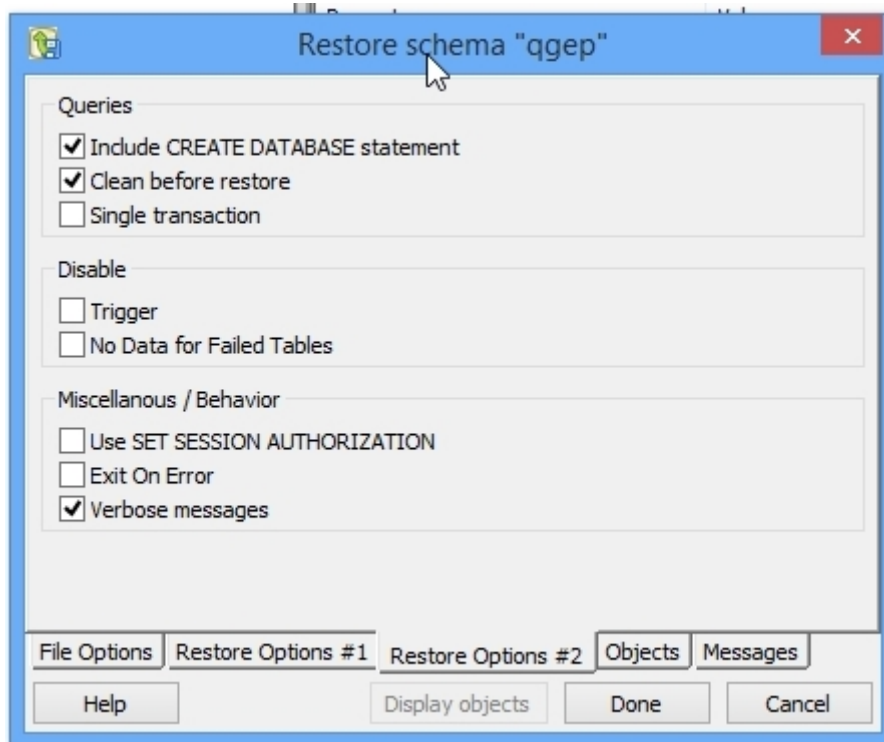 Restore schema "qgep"
Queries
Include CREATE DATABASE statement
Clean before restore
Single transaction
Disable
Trigger
No Data for Failed Tables
Miscellanous / Behavior
Use SET SESSION AUTHORIZATION
Exit On Error
Verbose messages
File Options Restore Options #1 Restore Options #2 Objects Messages
Help Display objects Done Cancel